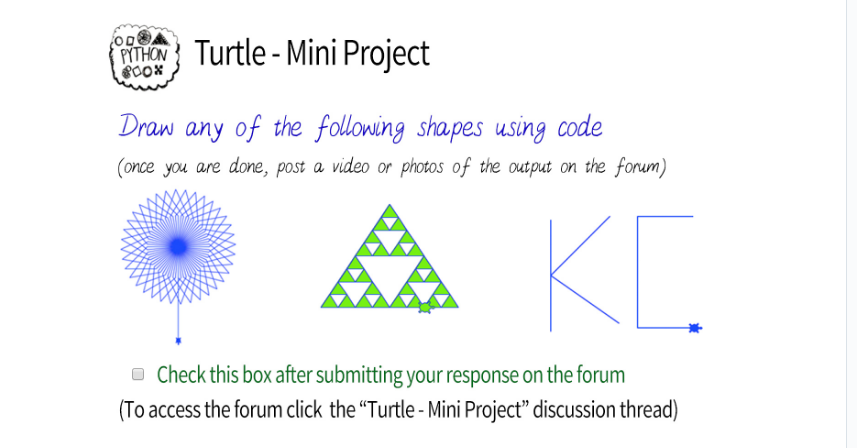 PYTHON
Turtle - Mini Project
Draw any of the following shapes using code
(once you are done, post a video or photos of the output on the forum)
K C
Check this box after submitting your response on the forum
(To access the forum click the “Turtle - Mini Project” discussion thread)